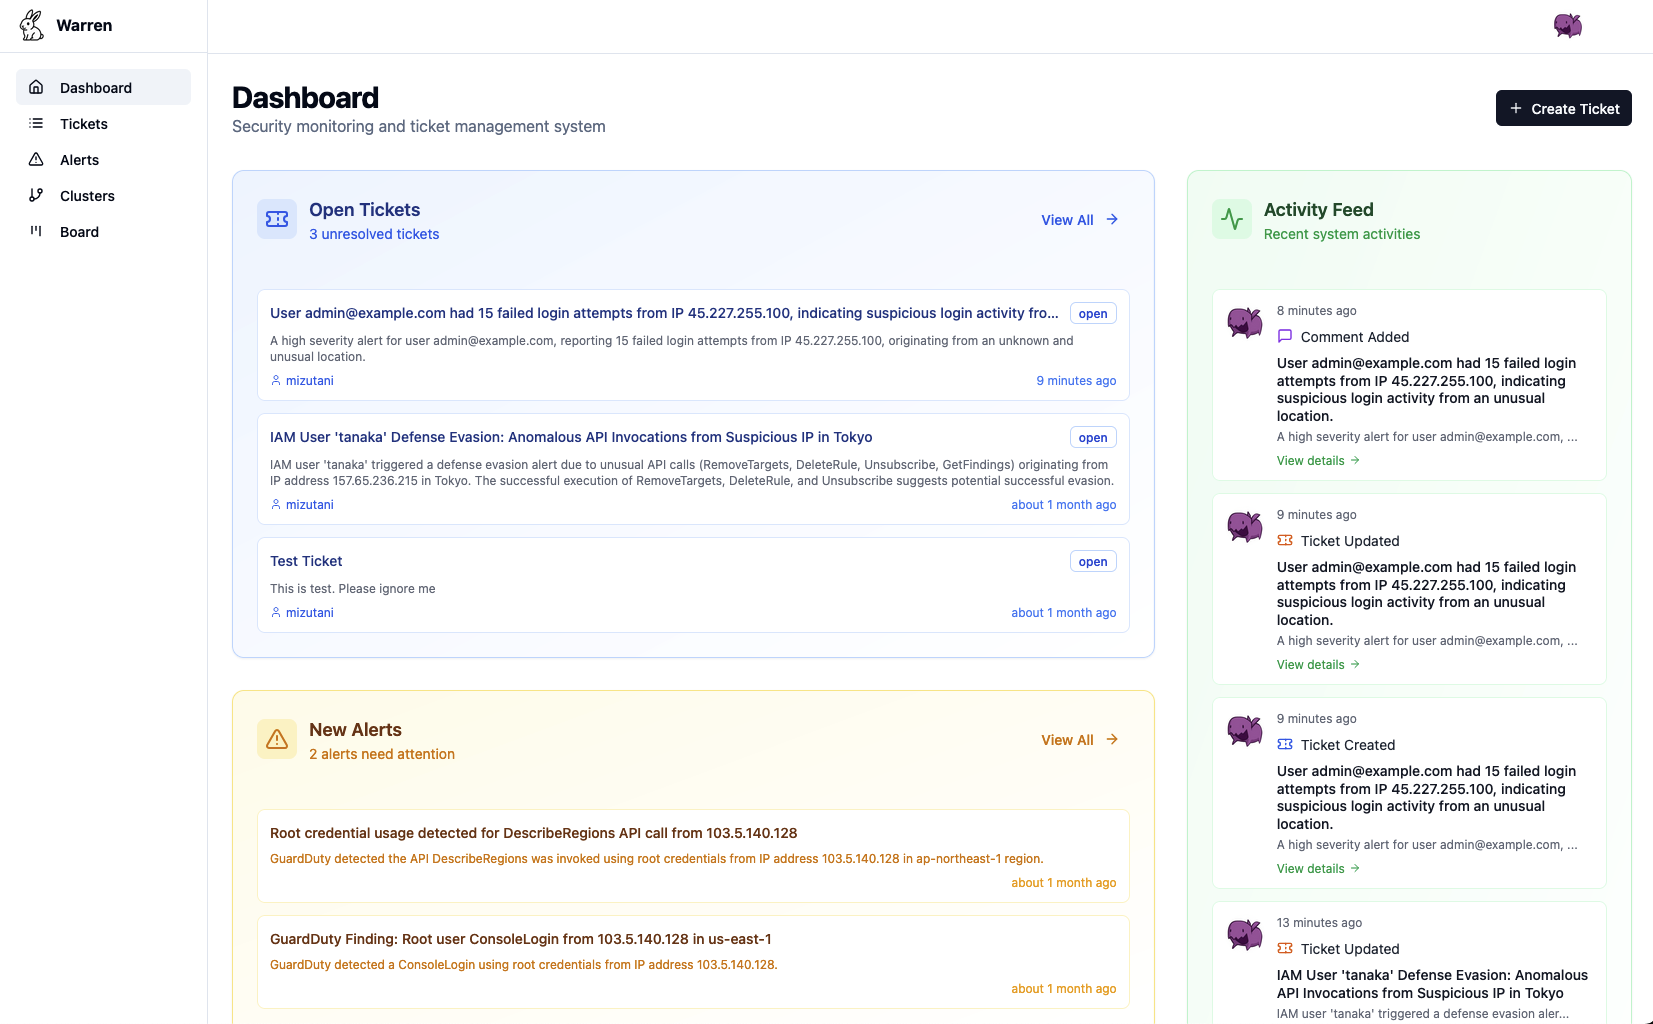 Warren
Dashboard
Tickets
Alerts
Clusters
Board
Dashboard
Security monitoring and ticket management system
+ Create Ticket
Open Tickets
3 unresolved tickets
View All →
User admin@example.com had 15 failed login attempts from IP 45.227.255.100, indicating suspicious login activity fro...
open
A high severity alert for user admin@example.com, reporting 15 failed login attempts from IP 45.227.255.100, originating from an unknown and
unusual location.
mizutani
9 minutes ago
IAM User 'tanaka' Defense Evasion: Anomalous API Invocations from Suspicious IP in Tokyo
open
IAM user 'tanaka' triggered a defense evasion alert due to unusual API calls (RemoveTargets, DeleteRule, Unsubscribe, GetFindings) originating from
IP address 157.65.236.215 in Tokyo. The successful execution of RemoveTargets, DeleteRule, and Unsubscribe suggests potential successful evasion.
mizutani
about 1 month ago
Test Ticket
open
This is test. Please ignore me
mizutani
about 1 month ago
New Alerts
2 alerts need attention
View All →
Root credential usage detected for DescribeRegions API call from 103.5.140.128
GuardDuty detected the API DescribeRegions was invoked using root credentials from IP address 103.5.140.128 in ap-northeast-1 region.
about 1 month ago
GuardDuty Finding: Root user ConsoleLogin from 103.5.140.128 in us-east-1
GuardDuty detected a ConsoleLogin using root credentials from IP address 103.5.140.128.
about 1 month ago
Activity Feed
Recent system activities
8 minutes ago
Comment Added
User admin@example.com had 15 failed login
attempts from IP 45.227.255.100, indicating
suspicious login activity from an unusual
location.
A high severity alert for user admin@example.com, ...
View details →
9 minutes ago
Ticket Updated
User admin@example.com had 15 failed login
attempts from IP 45.227.255.100, indicating
suspicious login activity from an unusual
location.
A high severity alert for user admin@example.com, ...
View details →
9 minutes ago
Ticket Created
User admin@example.com had 15 failed login
attempts from IP 45.227.255.100, indicating
suspicious login activity from an unusual
location.
A high severity alert for user admin@example.com, ...
View details →
13 minutes ago
Ticket Updated
IAM User 'tanaka' Defense Evasion: Anomalous
API Invocations from Suspicious IP in Tokyo
IAM user 'tanaka' triggered a defense evasion aler...